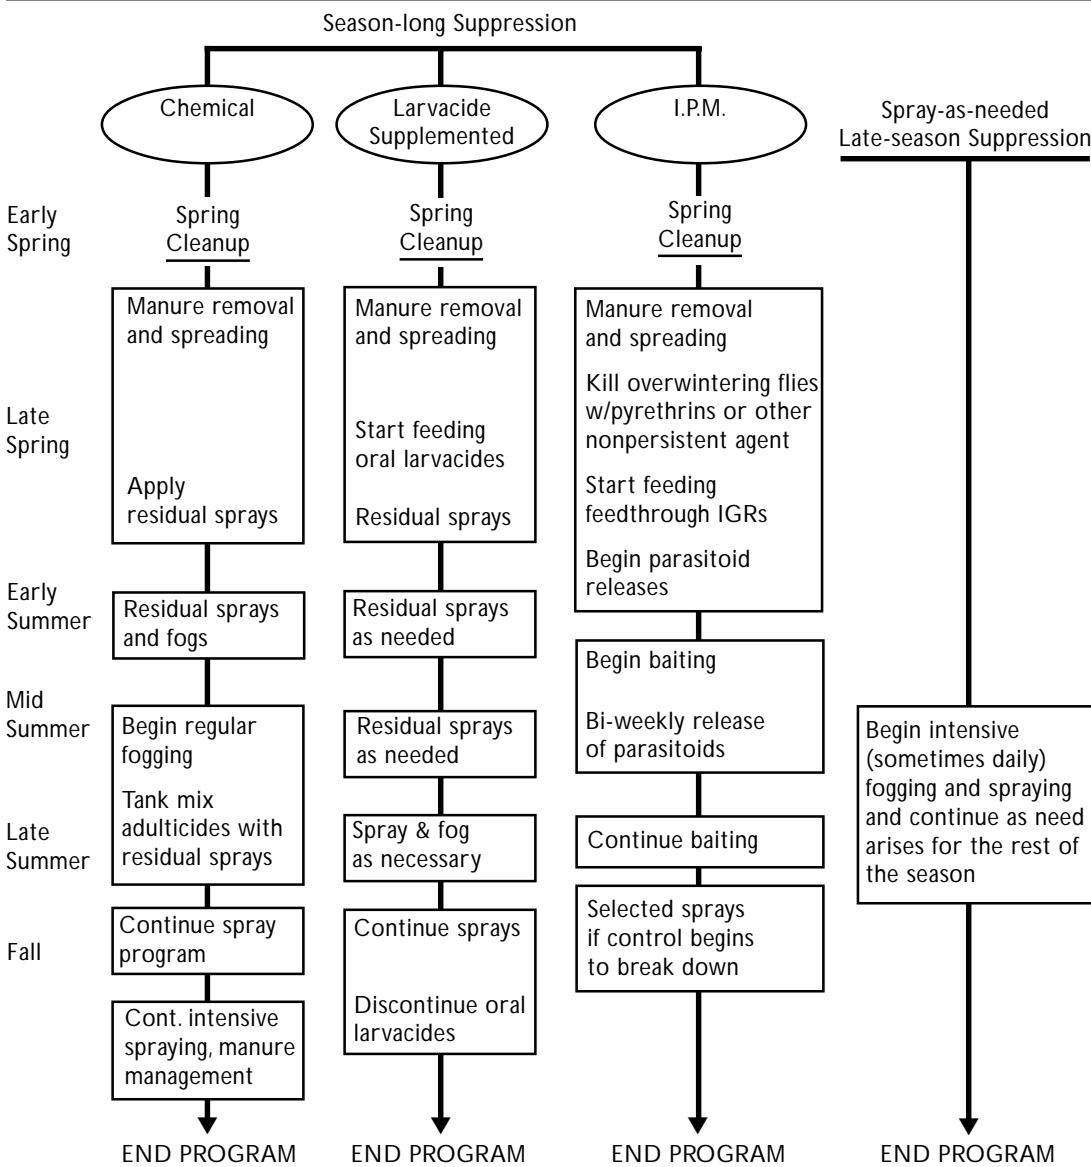 Season-long Suppression
Chemical
Larvacide
Supplemented
I.P.M.
Spray-as-needed
Late-season Suppression
Early
Spring
Spring
Cleanup
Spring
Cleanup
Spring
Cleanup
Late
Spring
Manure removal
and spreading
Apply
residual sprays
Manure removal
and spreading
Start feeding
oral larvacides
Residual sprays
Manure removal
and spreading
Kill overwintering flies
w/pyrethrins or other
nonpersistent agent
Start feeding
feedthrough IGRs
Begin parasitoid
releases
Early
Summer
Residual sprays
and fogs
Residual sprays
as needed
Begin baiting
Bi-weekly release
of parasitoids
Mid
Summer
Begin regular
fogging
Tank mix
adulticides with
residual sprays
Residual sprays
as needed
Begin intensive
(sometimes daily)
fogging and spraying
and continue as need
arises for the rest of
the season
Late
Summer
Spray & fog
as necessary
Continue baiting
Fall
Continue spray
program
Cont. intensive
spraying, manure
management
Continue sprays
Discontinue oral
larvacides
Selected sprays
if control begins
to break down
END PROGRAM
END PROGRAM
END PROGRAM
END PROGRAM